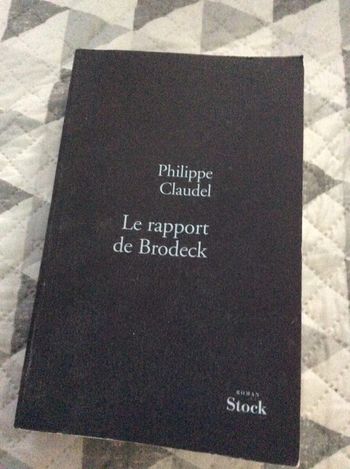 Philippe
Claudel
Le rapport
de Brodeck
ROMAN
Stock